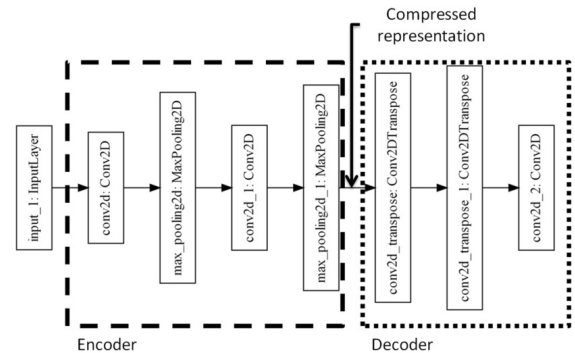 Compressed
representation
input_1: InputLayer
conv2d: Conv2D
max_pooling2d: MaxPooling2D
conv2d_1: Conv2D
max_pooling2d_1: MaxPooling2D
conv2d_transpose: Conv2DTranspose
conv2d_transpose_1: Conv2DTranspose
conv2d_2: Conv2D
Encoder
Decoder